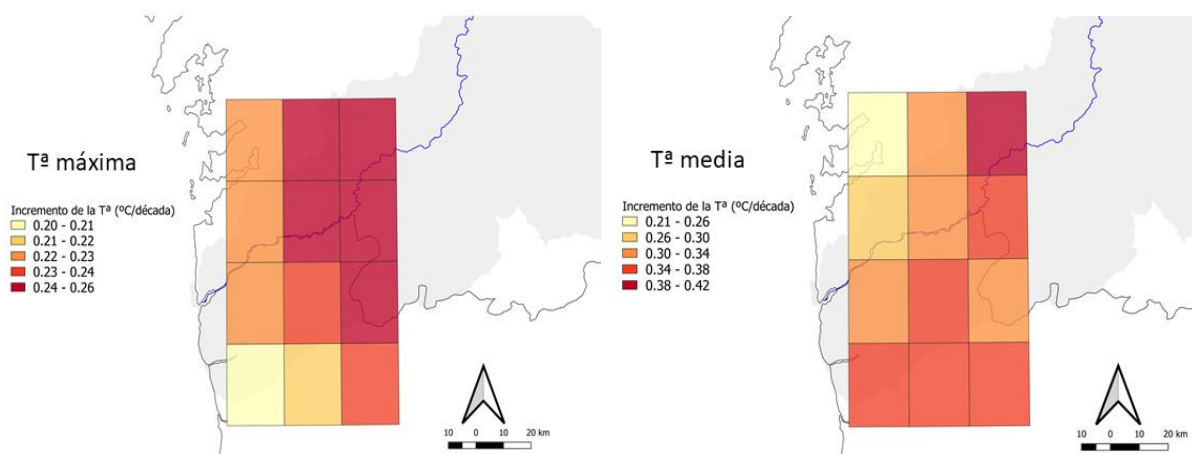 Tª máxima
Incremento de la Tª (ºC/década)
0.20 - 0.21
0.21 - 0.22
0.22 - 0.23
0.23 - 0.24
0.24 - 0.26
10 0 10 20 km
Tª media
Incremento de la Tª (ºC/década)
0.21 - 0.26
0.26 - 0.30
0.30 - 0.34
0.34 - 0.38
0.38 - 0.42
10 0 10 20 km